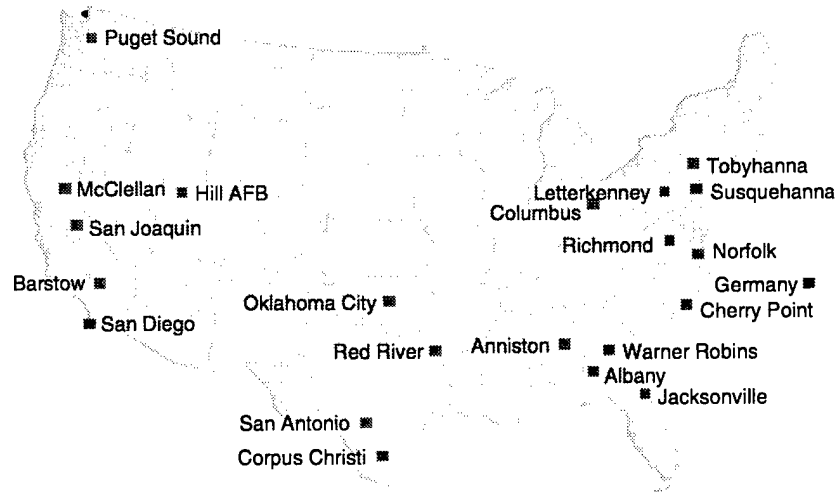 Puget Sound
Tobyhanna
McClellan
Hill AFB
Letterkenney
Susquehanna
Columbus
San Joaquin
Richmond
Norfolk
Barstow
Germany
Oklahoma City
Cherry Point
San Diego
Red River
Anniston
Warner Robins
Albany
Jacksonville
San Antonio
Corpus Christi